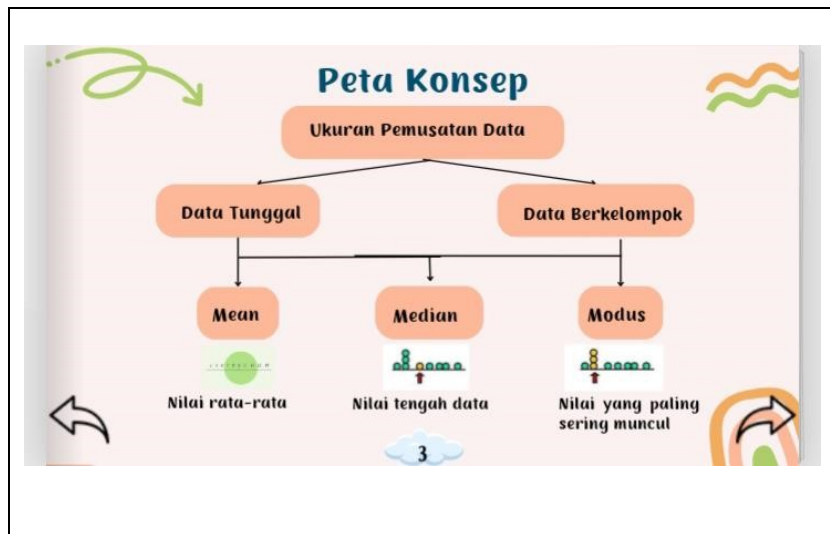 Peta Konsep
Ukuran Pemusatan Data
Data Tunggal
Data Berkelompok
Mean
Median
Modus
Nilai rata-rata
Nilai tengah data
Nilai yang paling
sering muncul
3